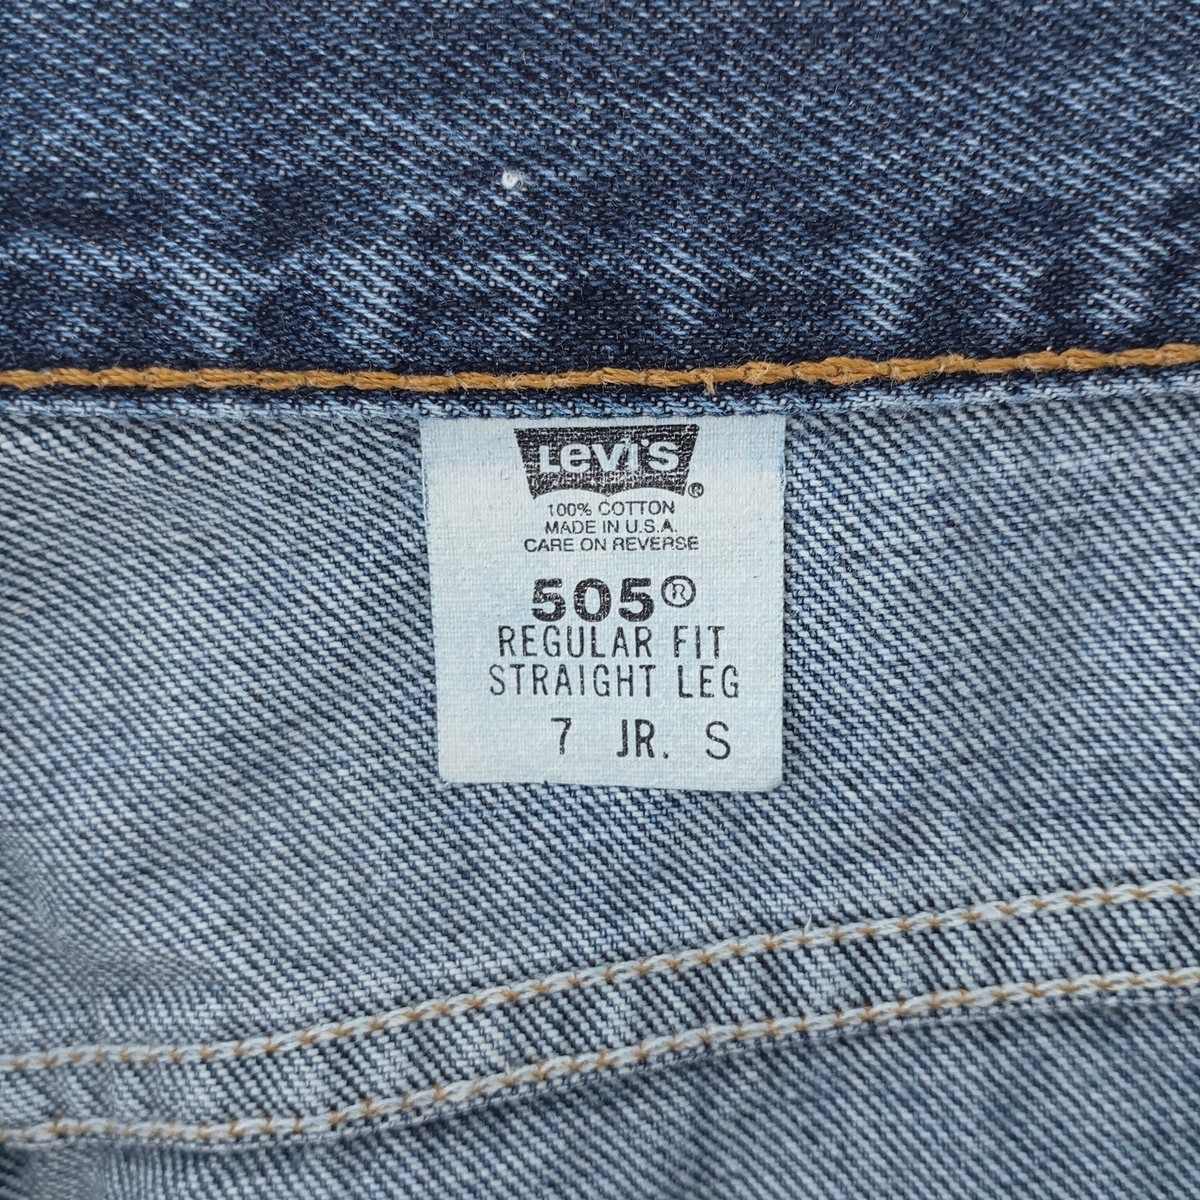 Levi's®
100% COTTON
MADE IN U.S.A.
CARE ON REVERSE
505®
REGULAR FIT
STRAIGHT LEG
7 JR. S